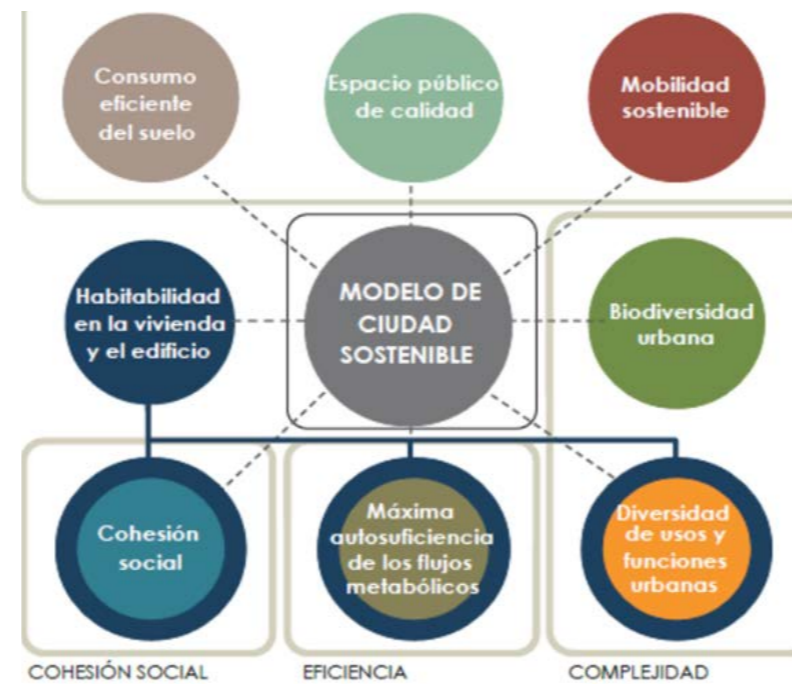 Consumo
eficiente
del suelo
Espacio público
de calidad
Mobilidad
sostenible
Habitabilidad
en la vivienda
y el edificio
MODELO DE
CIUDAD
SOSTENIBLE
Biodiversidad
urbana
Cohesión
social
Máxima
autosuficiencia
de los flujos
metabólicos
Diversidad
de usos y
funciones
urbanas
COHESIÓN SOCIAL
EFICIENCIA
COMPLEJIDAD